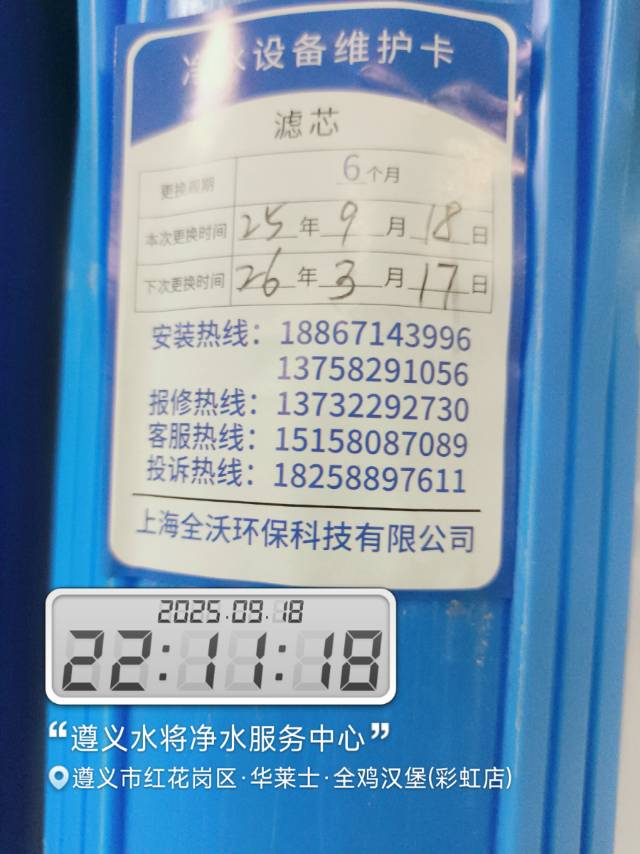 净水设备维护卡
滤芯
更换周期 6个月
本次更换时间 25年9月18日
下次更换时间 26年3月17日
安装热线：18867143996
13758291056
报修热线：13732292730
客服热线：15158087089
投诉热线：18258897611
上海全沃环保科技有限公司
2025.09.18
22:11:18
“遵义水将净水服务中心”
遵义市红花岗区·华莱士·全鸡汉堡(彩虹店)